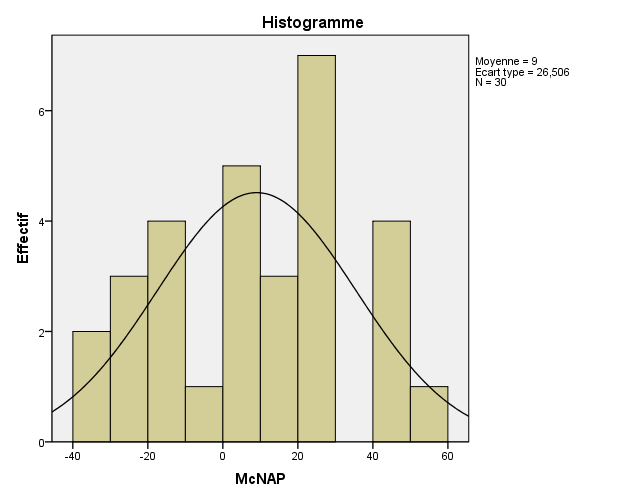 Histogramme
Moyenne = 9
Ecart type = 26,506
N = 30
Effectif
6
4
2
0
-40
-20
0
20
40
60
McNAP